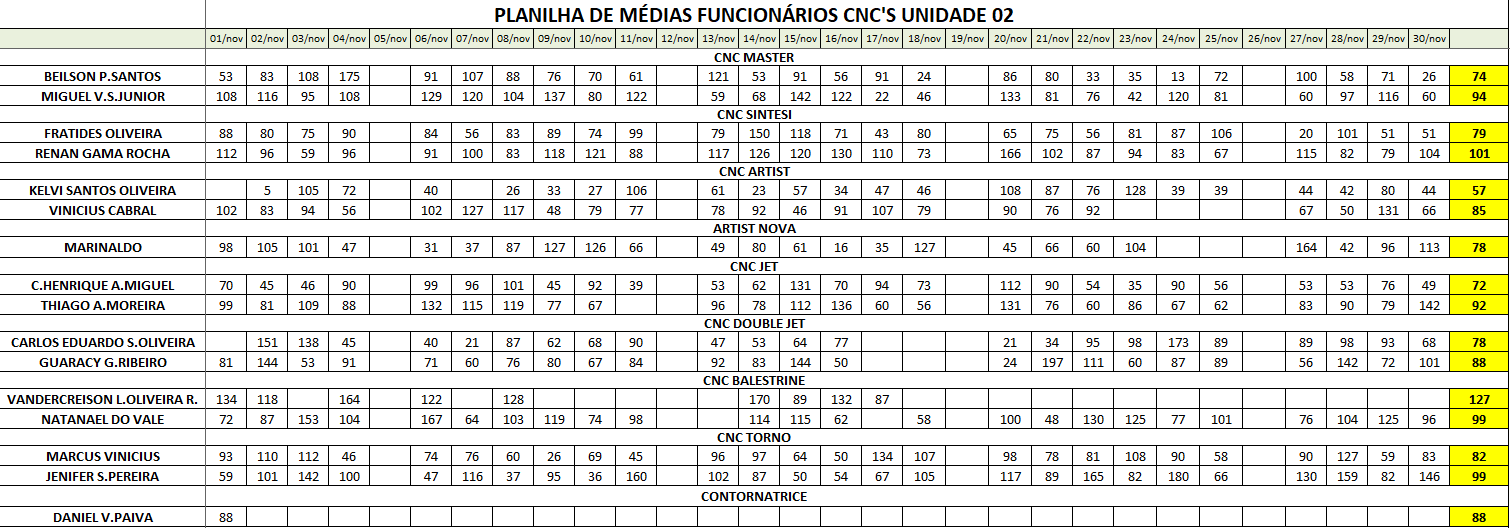 PLANILHA DE MÉDIAS FUNCIONÁRIOS CNC'S UNIDADE 02
01/nov 02/nov 03/nov 04/nov 05/nov 06/nov 07/nov 08/nov 09/nov 10/nov 11/nov 12/nov 13/nov 14/nov 15/nov 16/nov 17/nov 18/nov 19/nov 20/nov 21/nov 22/nov 23/nov 24/nov 25/nov 26/nov 27/nov 28/nov 29/nov 30/nov
CNC MASTER
BEILSON P.SANTOS 53 83 108 175 91 107 88 76 70 61 121 53 91 56 91 24 86 80 33 35 13 72 100 58 71 26 74
MIGUEL V.S.JUNIOR 108 116 95 108 129 120 104 137 80 122 59 68 142 122 22 46 133 81 76 42 120 81 60 97 116 60 94
CNC SINTESI
FRATIDES OLIVEIRA 88 80 75 90 84 56 83 89 74 99 79 150 118 71 43 80 65 75 56 81 87 106 20 101 51 51 79
RENAN GAMA ROCHA 112 96 59 96 91 100 83 118 121 88 117 126 120 130 110 73 166 102 87 94 83 67 115 82 79 104 101
CNC ARTIST
KELVI SANTOS OLIVEIRA 5 105 72 40 26 33 27 106 61 23 57 34 47 46 108 87 76 128 39 39 44 42 80 44 57
VINICIUS CABRAL 102 83 94 56 102 127 117 48 79 77 78 92 46 91 107 79 90 76 92 67 50 131 66 85
ARTIST NOVA
MARINALDO 98 105 101 47 31 37 87 127 126 66 49 80 61 16 35 127 45 66 60 104 164 42 96 113 78
CNC JET
C.HENRIQUE A.MIGUEL 70 45 46 90 99 96 101 45 92 39 53 62 131 70 94 73 112 90 54 35 90 56 53 53 76 49 72
THIAGO A.MOREIRA 99 81 109 88 132 115 119 77 67 96 78 112 136 60 56 131 76 60 86 67 62 83 90 79 142 92
CNC DOUBLE JET
CARLOS EDUARDO S.OLIVEIRA 151 138 45 40 21 87 62 68 90 47 53 64 77 21 34 95 98 173 89 89 98 93 68 78
GUARACY G.RIBEIRO 81 144 53 91 71 60 76 80 67 84 92 83 144 50 24 197 111 60 87 89 56 142 72 101 88
CNC BALESTRINE
VANDERCREISON L.OLIVEIRA R. 134 118 164 122 128 170 89 132 87 127
NATANAEL DO VALE 72 87 153 104 167 64 103 119 74 98 114 115 62 58 100 48 130 125 77 101 76 104 125 96 99
CNC TORNO
MARCUS VINICIUS 93 110 112 46 74 76 60 26 69 45 96 97 64 50 134 107 98 78 81 108 90 58 90 127 59 83 82
JENIFER S.PEREIRA 59 101 142 100 47 116 37 95 36 160 102 87 50 54 67 105 117 89 165 82 180 66 130 159 82 146 99
CONTORNATRICE
DANIEL V.PAIVA 88 88